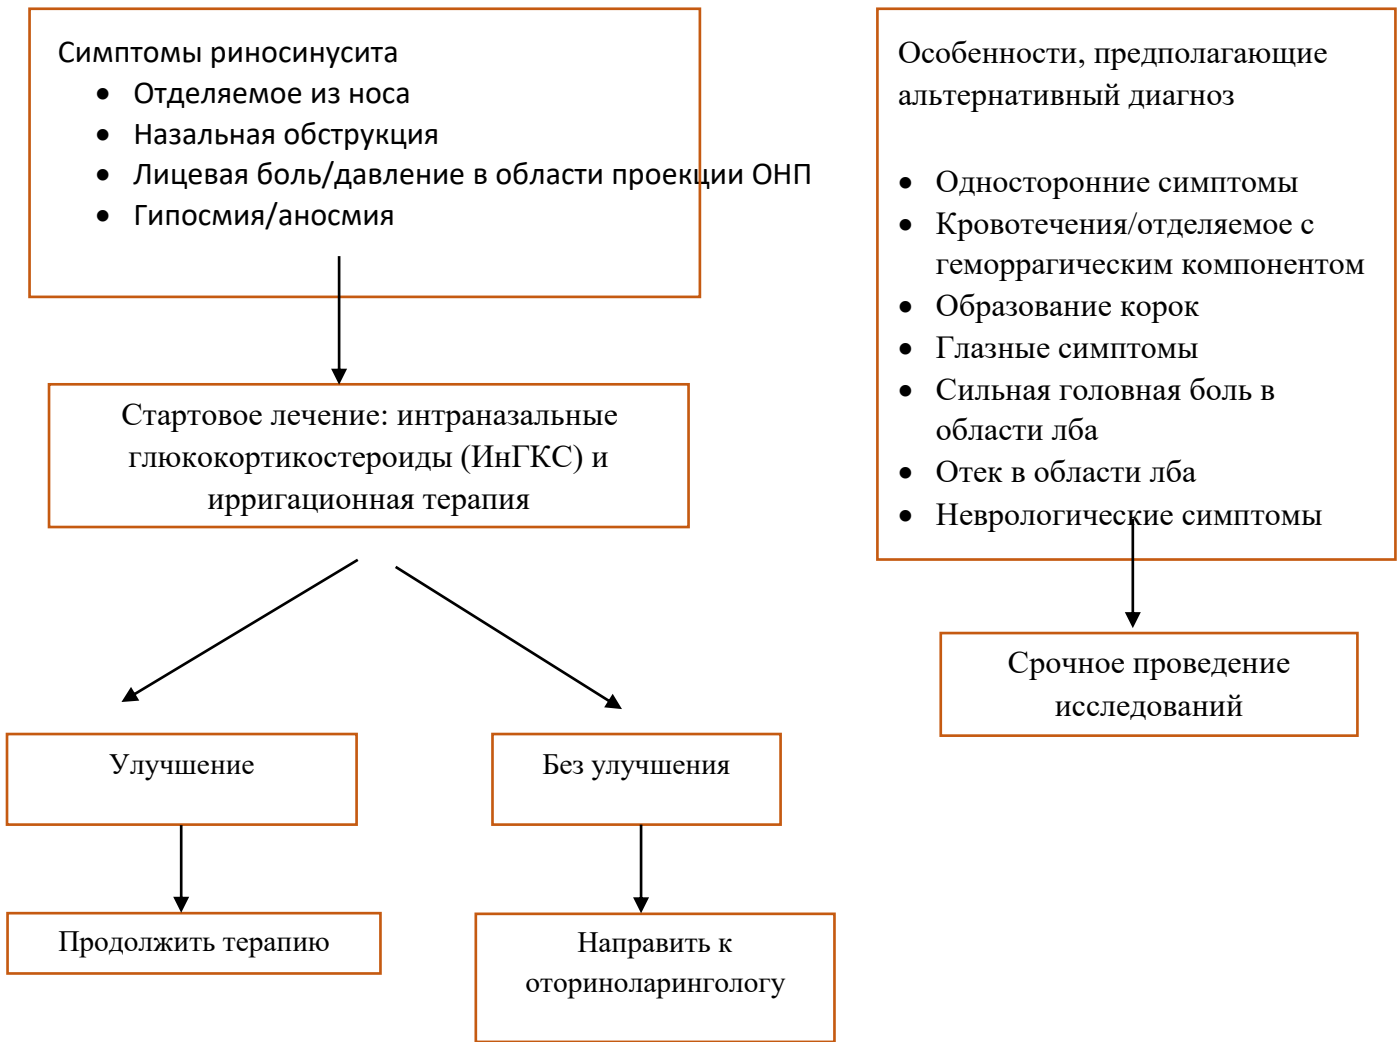 Симптомы риносинусита
• Отделяемое из носа
• Назальная обструкция
• Лицевая боль/давление в области проекции ОНП
• Гипосмия/аносмия
Стартовое лечение: интраназальные
глюкокортикостероиды (ИнГКС) и
ирригационная терапия
Улучшение
Без улучшения
Продолжить терапию
Направить к
оториноларингологу
Особенности, предполагающие
альтернативный диагноз
• Односторонние симптомы
• Кровотечения/отделяемое с
геморрагическим компонентом
• Образование корок
• Глазные симптомы
• Сильная головная боль в
области лба
• Отек в области лба
• Неврологические симптомы
Срочное проведение
исследований